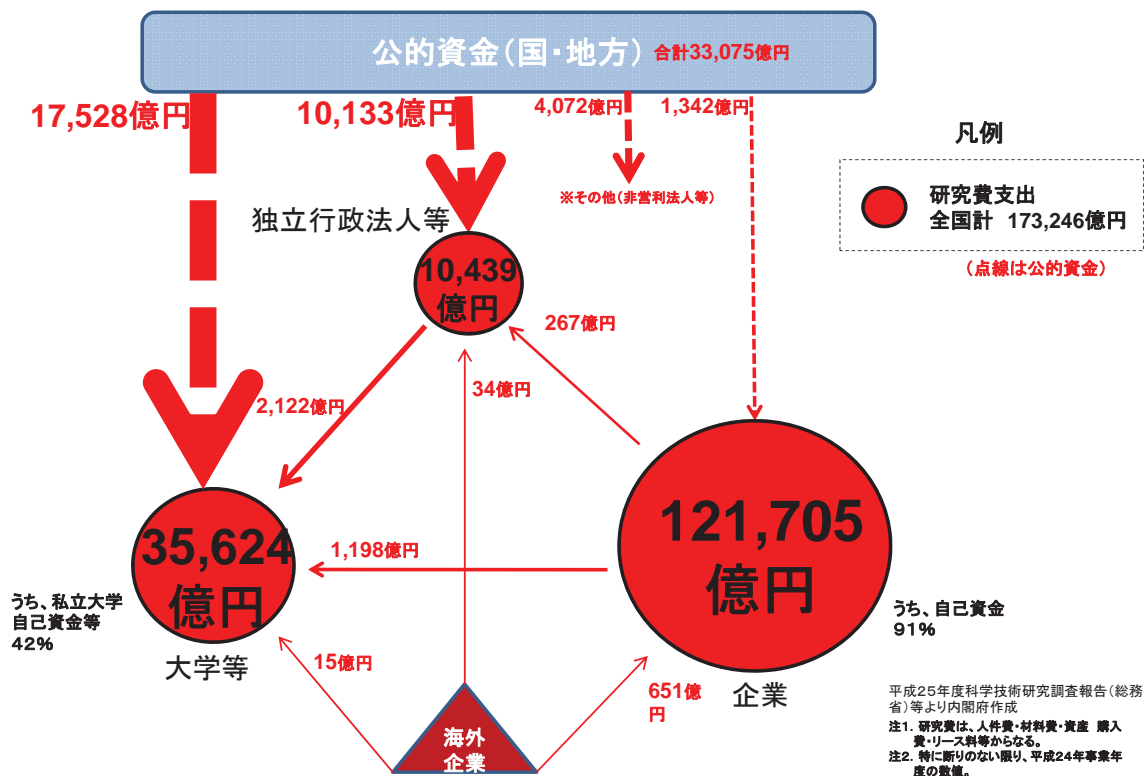 公的資金(国・地方) 合計33,075億円
17,528億円
10,133億円
4,072億円
1,342億円
凡例
※その他(非営利法人等)
研究費支出
全国計 173,246億円
(点線は公的資金)
独立行政法人等
10,439
億円
267億円
34億円
2,122億円
35,624
億円
1,198億円
121,705
億円
うち、私立大学
自己資金等
42%
うち、自己資金
91%
大学等
15億円
651億
円
企業
海外
企業
平成25年度科学技術研究調査報告(総務
省)等より内閣府作成
注1. 研究費は、人件費・材料費・資産 購入
費・リース料等からなる。
注2. 特に断りのない限り、平成24年事業年
度の数値。